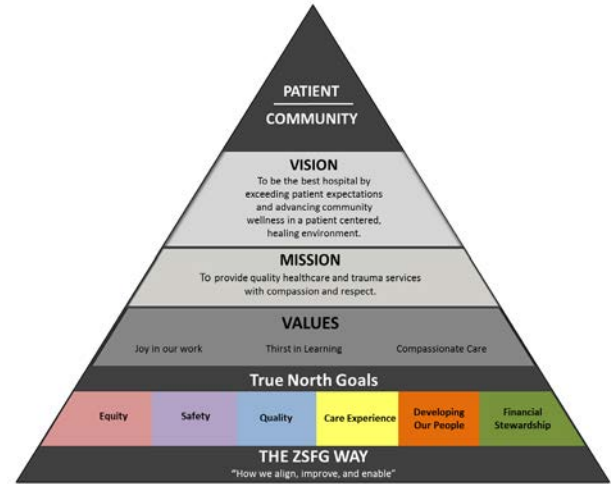 PATIENT
COMMUNITY
VISION
To be the best hospital by
exceeding patient expectations
and advancing community
wellness in a patient centered,
healing environment.
MISSION
To provide quality healthcare and trauma services
with compassion and respect.
VALUES
Joy in our work Thirst in Learning Compassionate Care
True North Goals
Equity Safety Quality Care Experience Developing Our People Financial Stewardship
THE ZSFG WAY
"How we align, improve, and enable"